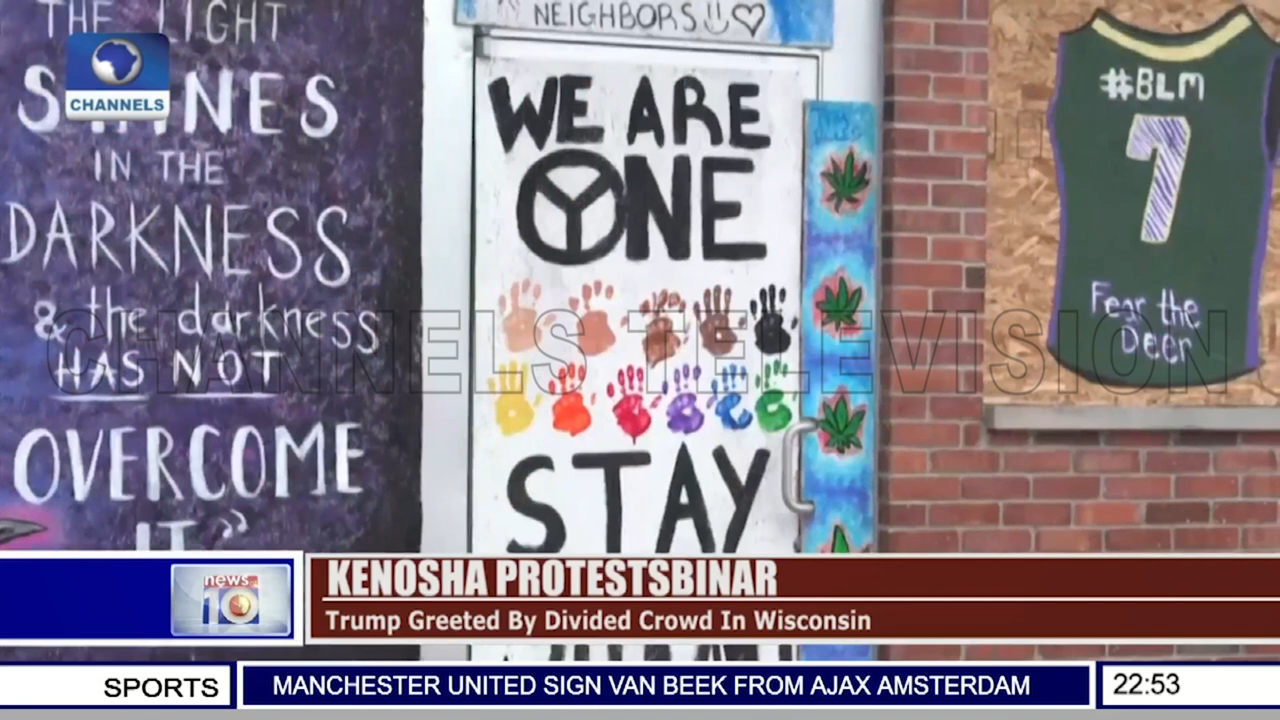 THE LIGHT
SHINES
IN THE
DARKNESS
& the darkness
HAS NOT
OVERCOME
IT"
CHANNELS
NEIGHBORS
WE ARE
ONE
STAY
#BLM
7
Fear the
Deer
CHANNELS TELEVISION
news
10
KENOSHA PROTESTSBINAR
Trump Greeted By Divided Crowd In Wisconsin
SPORTS
MANCHESTER UNITED SIGN VAN BEEK FROM AJAX AMSTERDAM
22:53